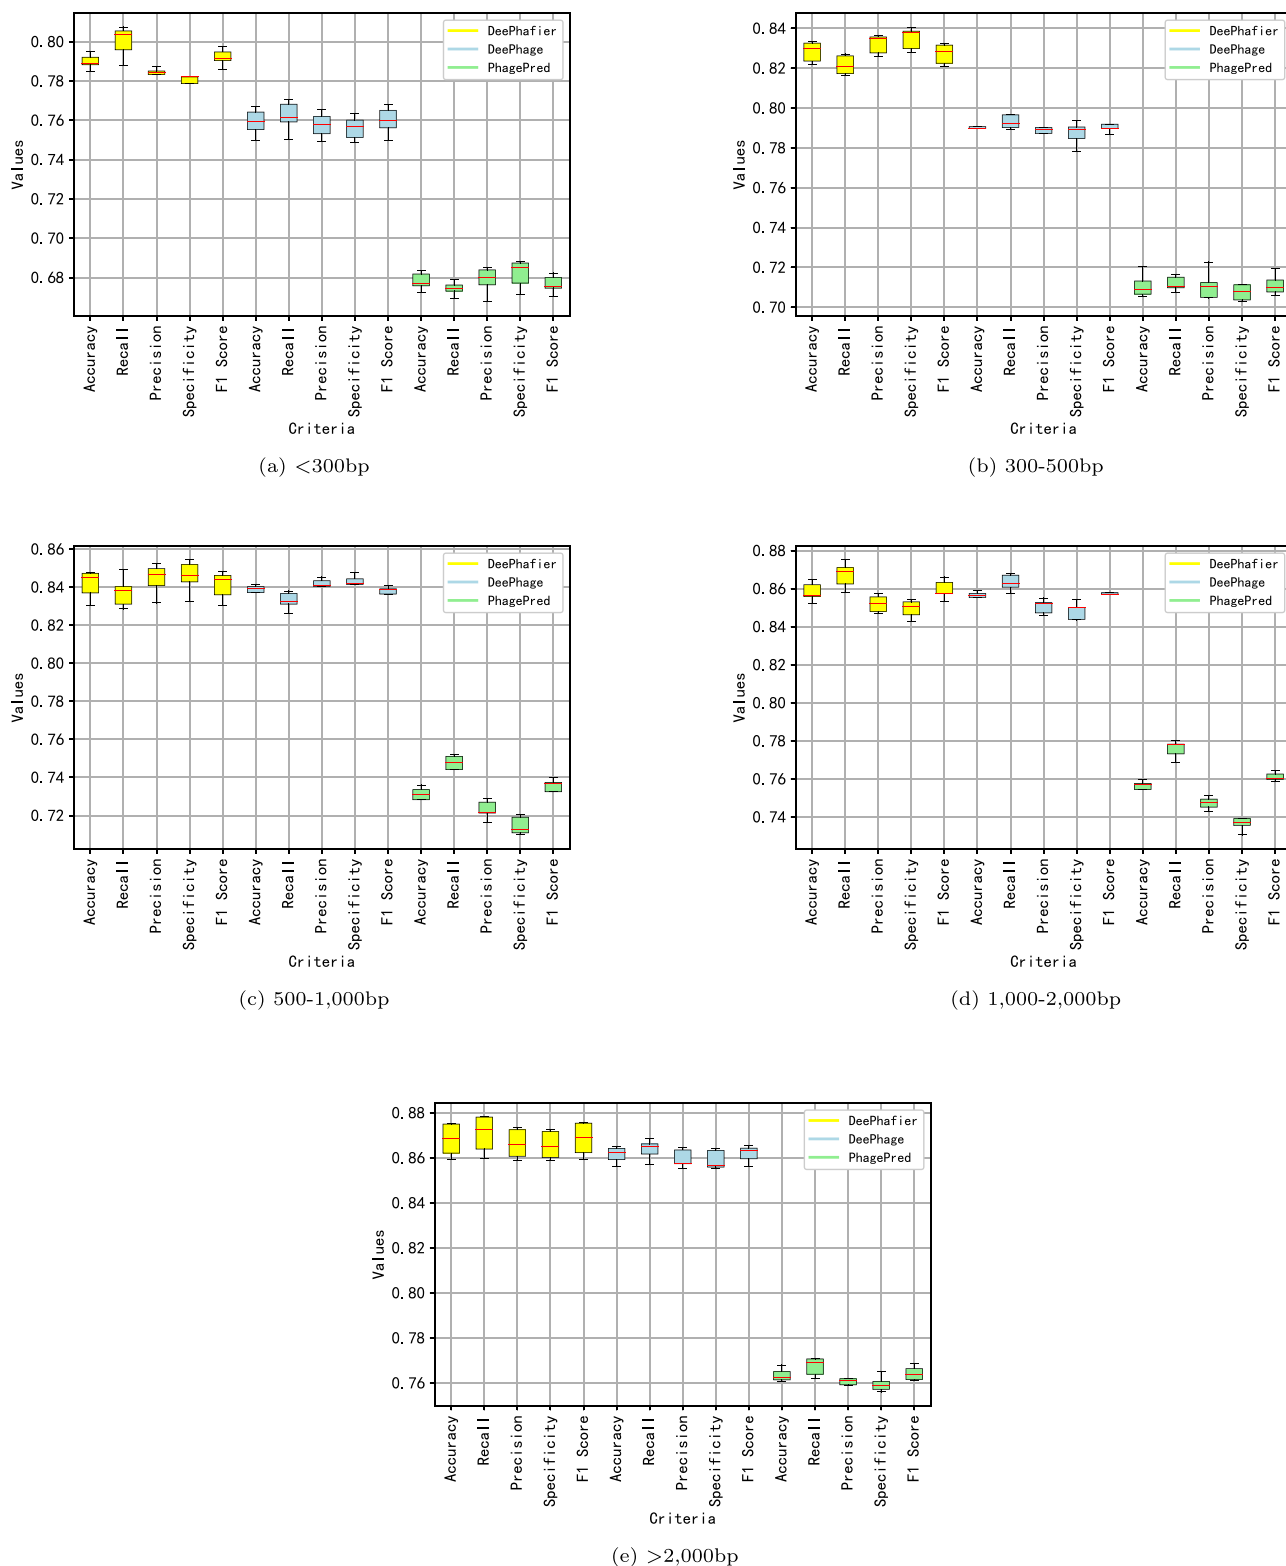 0.80
0.78
0.76
0.74
0.72
0.70
0.68
Values
DeePhafier
DeePhage
PhagePred
Accuracy Recall Precision Specificity F1 Score Accuracy Recall Precision Specificity F1 Score Accuracy Recall Precision Specificity F1 Score
Criteria
(a) <300bp
0.84
0.82
0.80
0.78
0.76
0.74
0.72
0.70
Values
DeePhafier
DeePhage
PhagePred
Accuracy Recall Precision Specificity F1 Score Accuracy Recall Precision Specificity F1 Score Accuracy Recall Precision Specificity F1 Score
Criteria
(b) 300-500bp
0.86
0.84
0.82
0.80
0.78
0.76
0.74
0.72
Values
DeePhafier
DeePhage
PhagePred
Accuracy Recall Precision Specificity F1 Score Accuracy Recall Precision Specificity F1 Score Accuracy Recall Precision Specificity F1 Score
Criteria
(c) 500-1,000bp
0.88
0.86
0.84
0.82
0.80
0.78
0.76
0.74
Values
DeePhafier
DeePhage
PhagePred
Accuracy Recall Precision Specificity F1 Score Accuracy Recall Precision Specificity F1 Score Accuracy Recall Precision Specificity F1 Score
Criteria
(d) 1,000-2,000bp
0.88
0.86
0.84
0.82
0.80
0.78
0.76
Values
DeePhafier
DeePhage
PhagePred
Accuracy Recall Precision Specificity F1 Score Accuracy Recall Precision Specificity F1 Score Accuracy Recall Precision Specificity F1 Score
Criteria
(e) >2,000bp